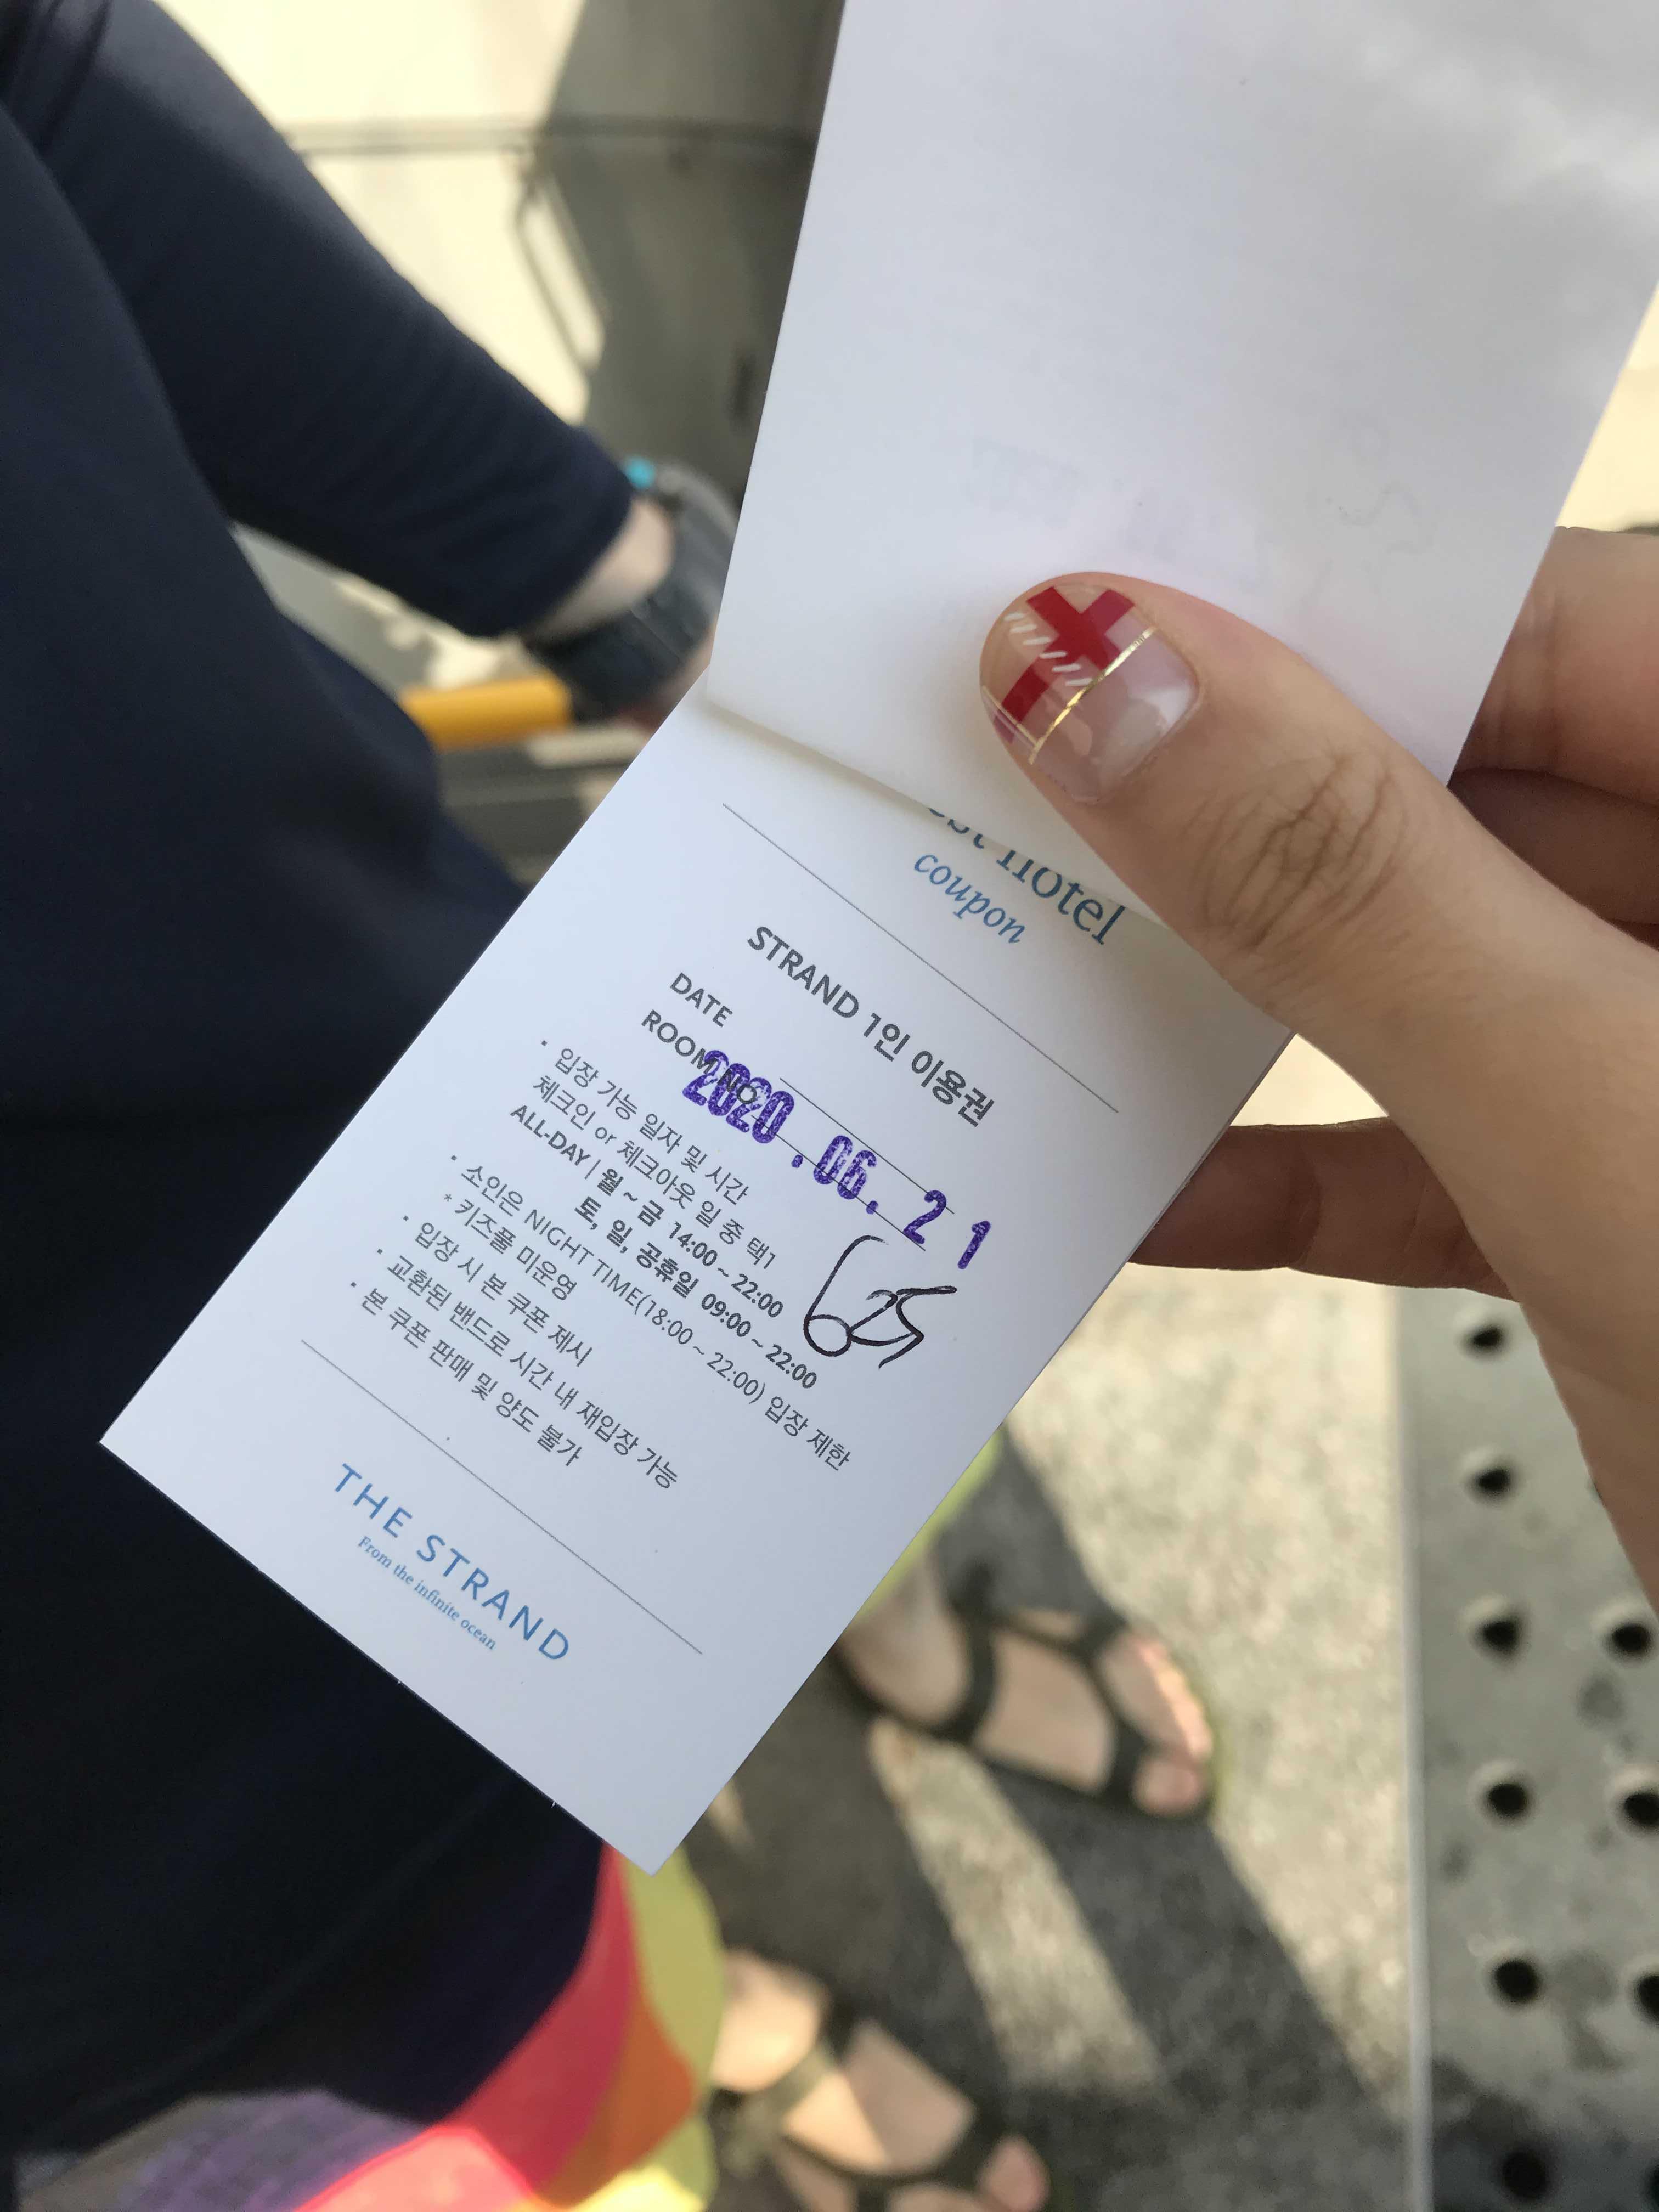 hotel
coupon
STRAND 1인 이용권
DATE
ROOM NO.
2020.06.21
· 입장 가능 일자 및 시간
체크인 or 체크아웃 일 중 택1
ALL-DAY | 월 ~ 금 14:00 ~ 22:00
토, 일, 공휴일 09:00 ~ 22:00
· 소인은 NIGHT TIME(18:00 ~ 22:00) 입장 제한
* 키즈풀 미운영
· 입장 시 본 쿠폰 제시
· 교환된 밴드로 시간 내 재입장 가능
· 본 쿠폰 판매 및 양도 불가
THE STRAND
From the infinite ocean